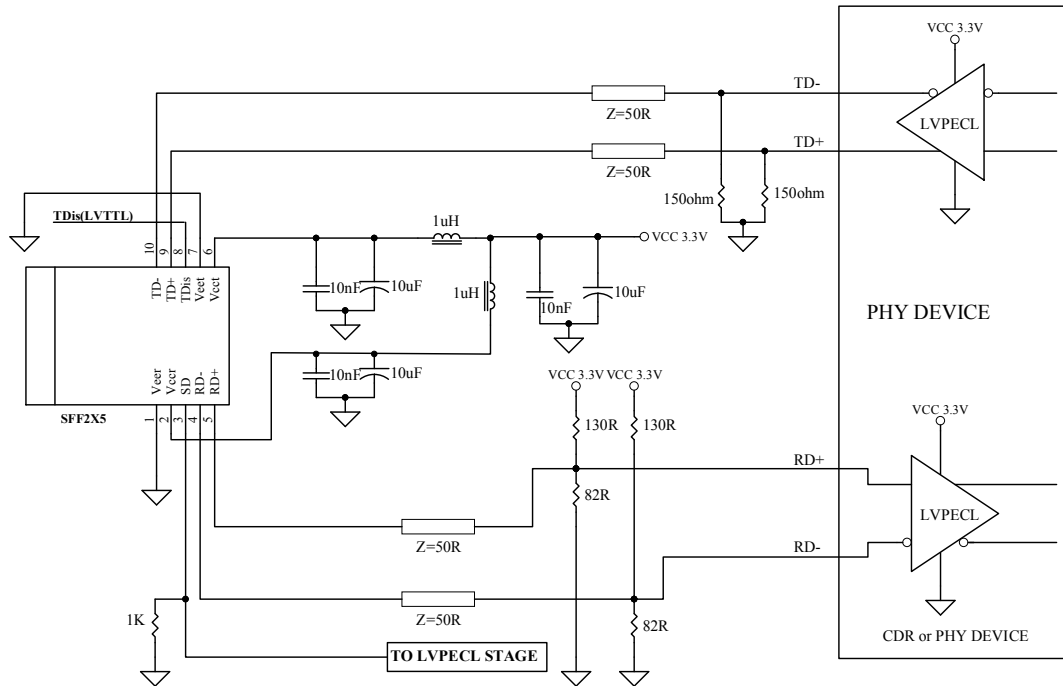 VCC 3.3V
TD-
LVPECL
Z=50R
TD+
Z=50R
150ohm
150ohm
TDis(LVTTL)
1uH
VCC 3.3V
10
9
8
7
6
TD-
TD+
TDis
Veet
Vcct
10nF
10uF
1uH
10nF
10uF
PHY DEVICE
Veer
Vccr
SD
RD-
RD+
10nF
10uF
SFF2X5
1
2
3
4
5
VCC 3.3V
VCC 3.3V
VCC 3.3V
130R
130R
RD+
82R
LVPECL
Z=50R
RD-
1K
Z=50R
82R
CDR or PHY DEVICE
TO LVPECL STAGE